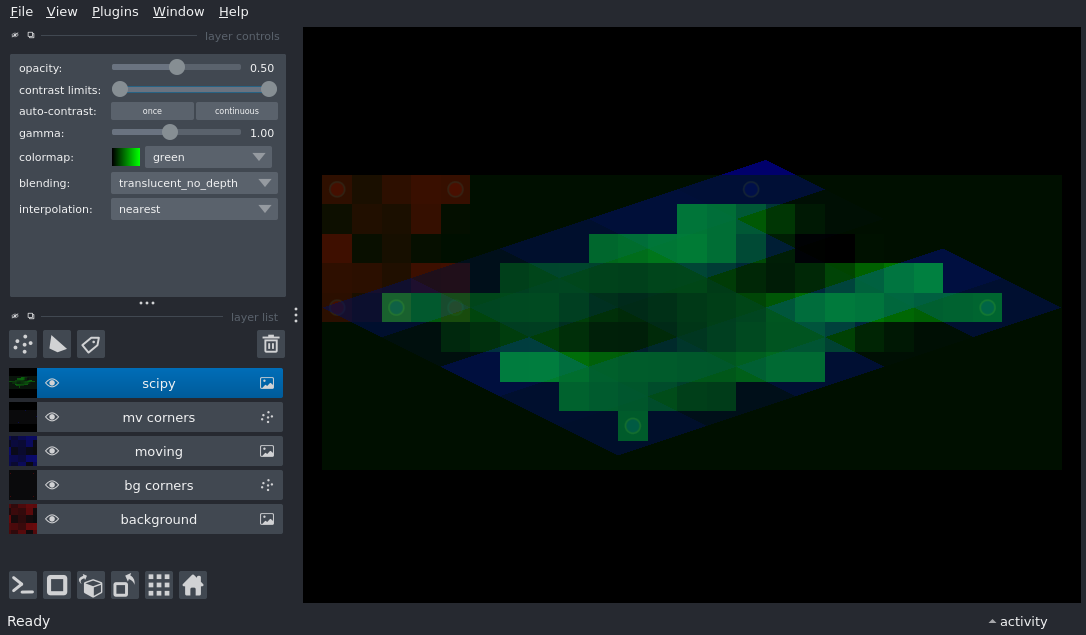 File View Plugins Window Help
layer controls
opacity: 0.50
contrast limits:
auto-contrast: once continuous
gamma: 1.00
colormap: green
blending: translucent_no_depth
interpolation: nearest
layer list
scipy
mv corners
moving
bg corners
background
Ready
activity